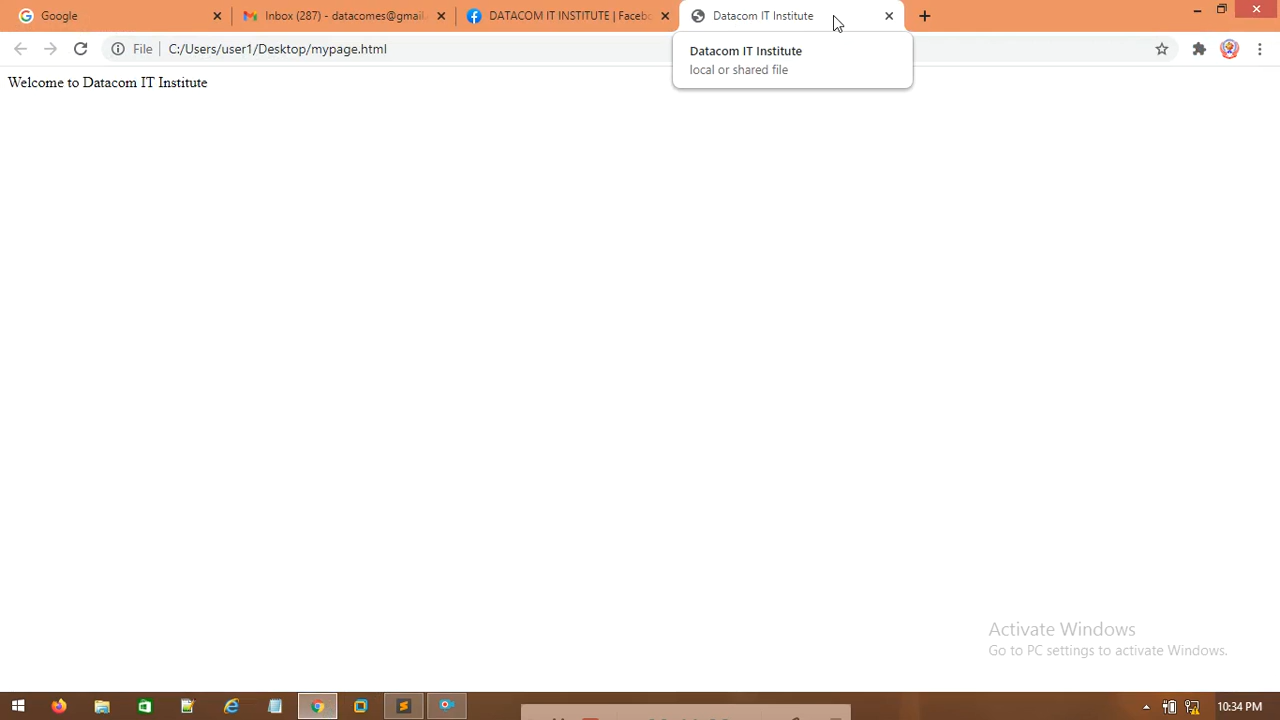 Google
Inbox (287) - datacomes@gmail.
DATACOM IT INSTITUTE | Facebo
Datacom IT Institute
File
C:/Users/user1/Desktop/mypage.html
Datacom IT Institute
local or shared file
Welcome to Datacom IT Institute
Activate Windows
Go to PC settings to activate Windows.
10:34 PM